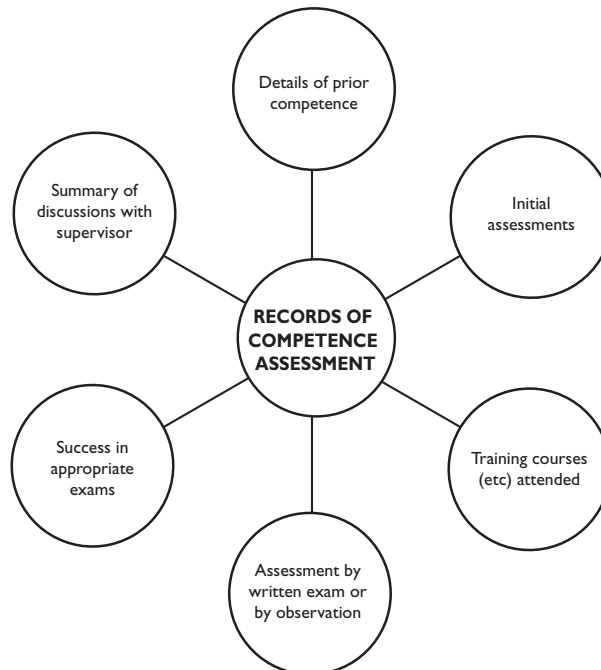 Details of prior
competence
Summary of
discussions with
supervisor
Initial
assessments
RECORDS OF
COMPETENCE
ASSESSMENT
Success in
appropriate
exams
Training courses
(etc) attended
Assessment by
written exam or
by observation